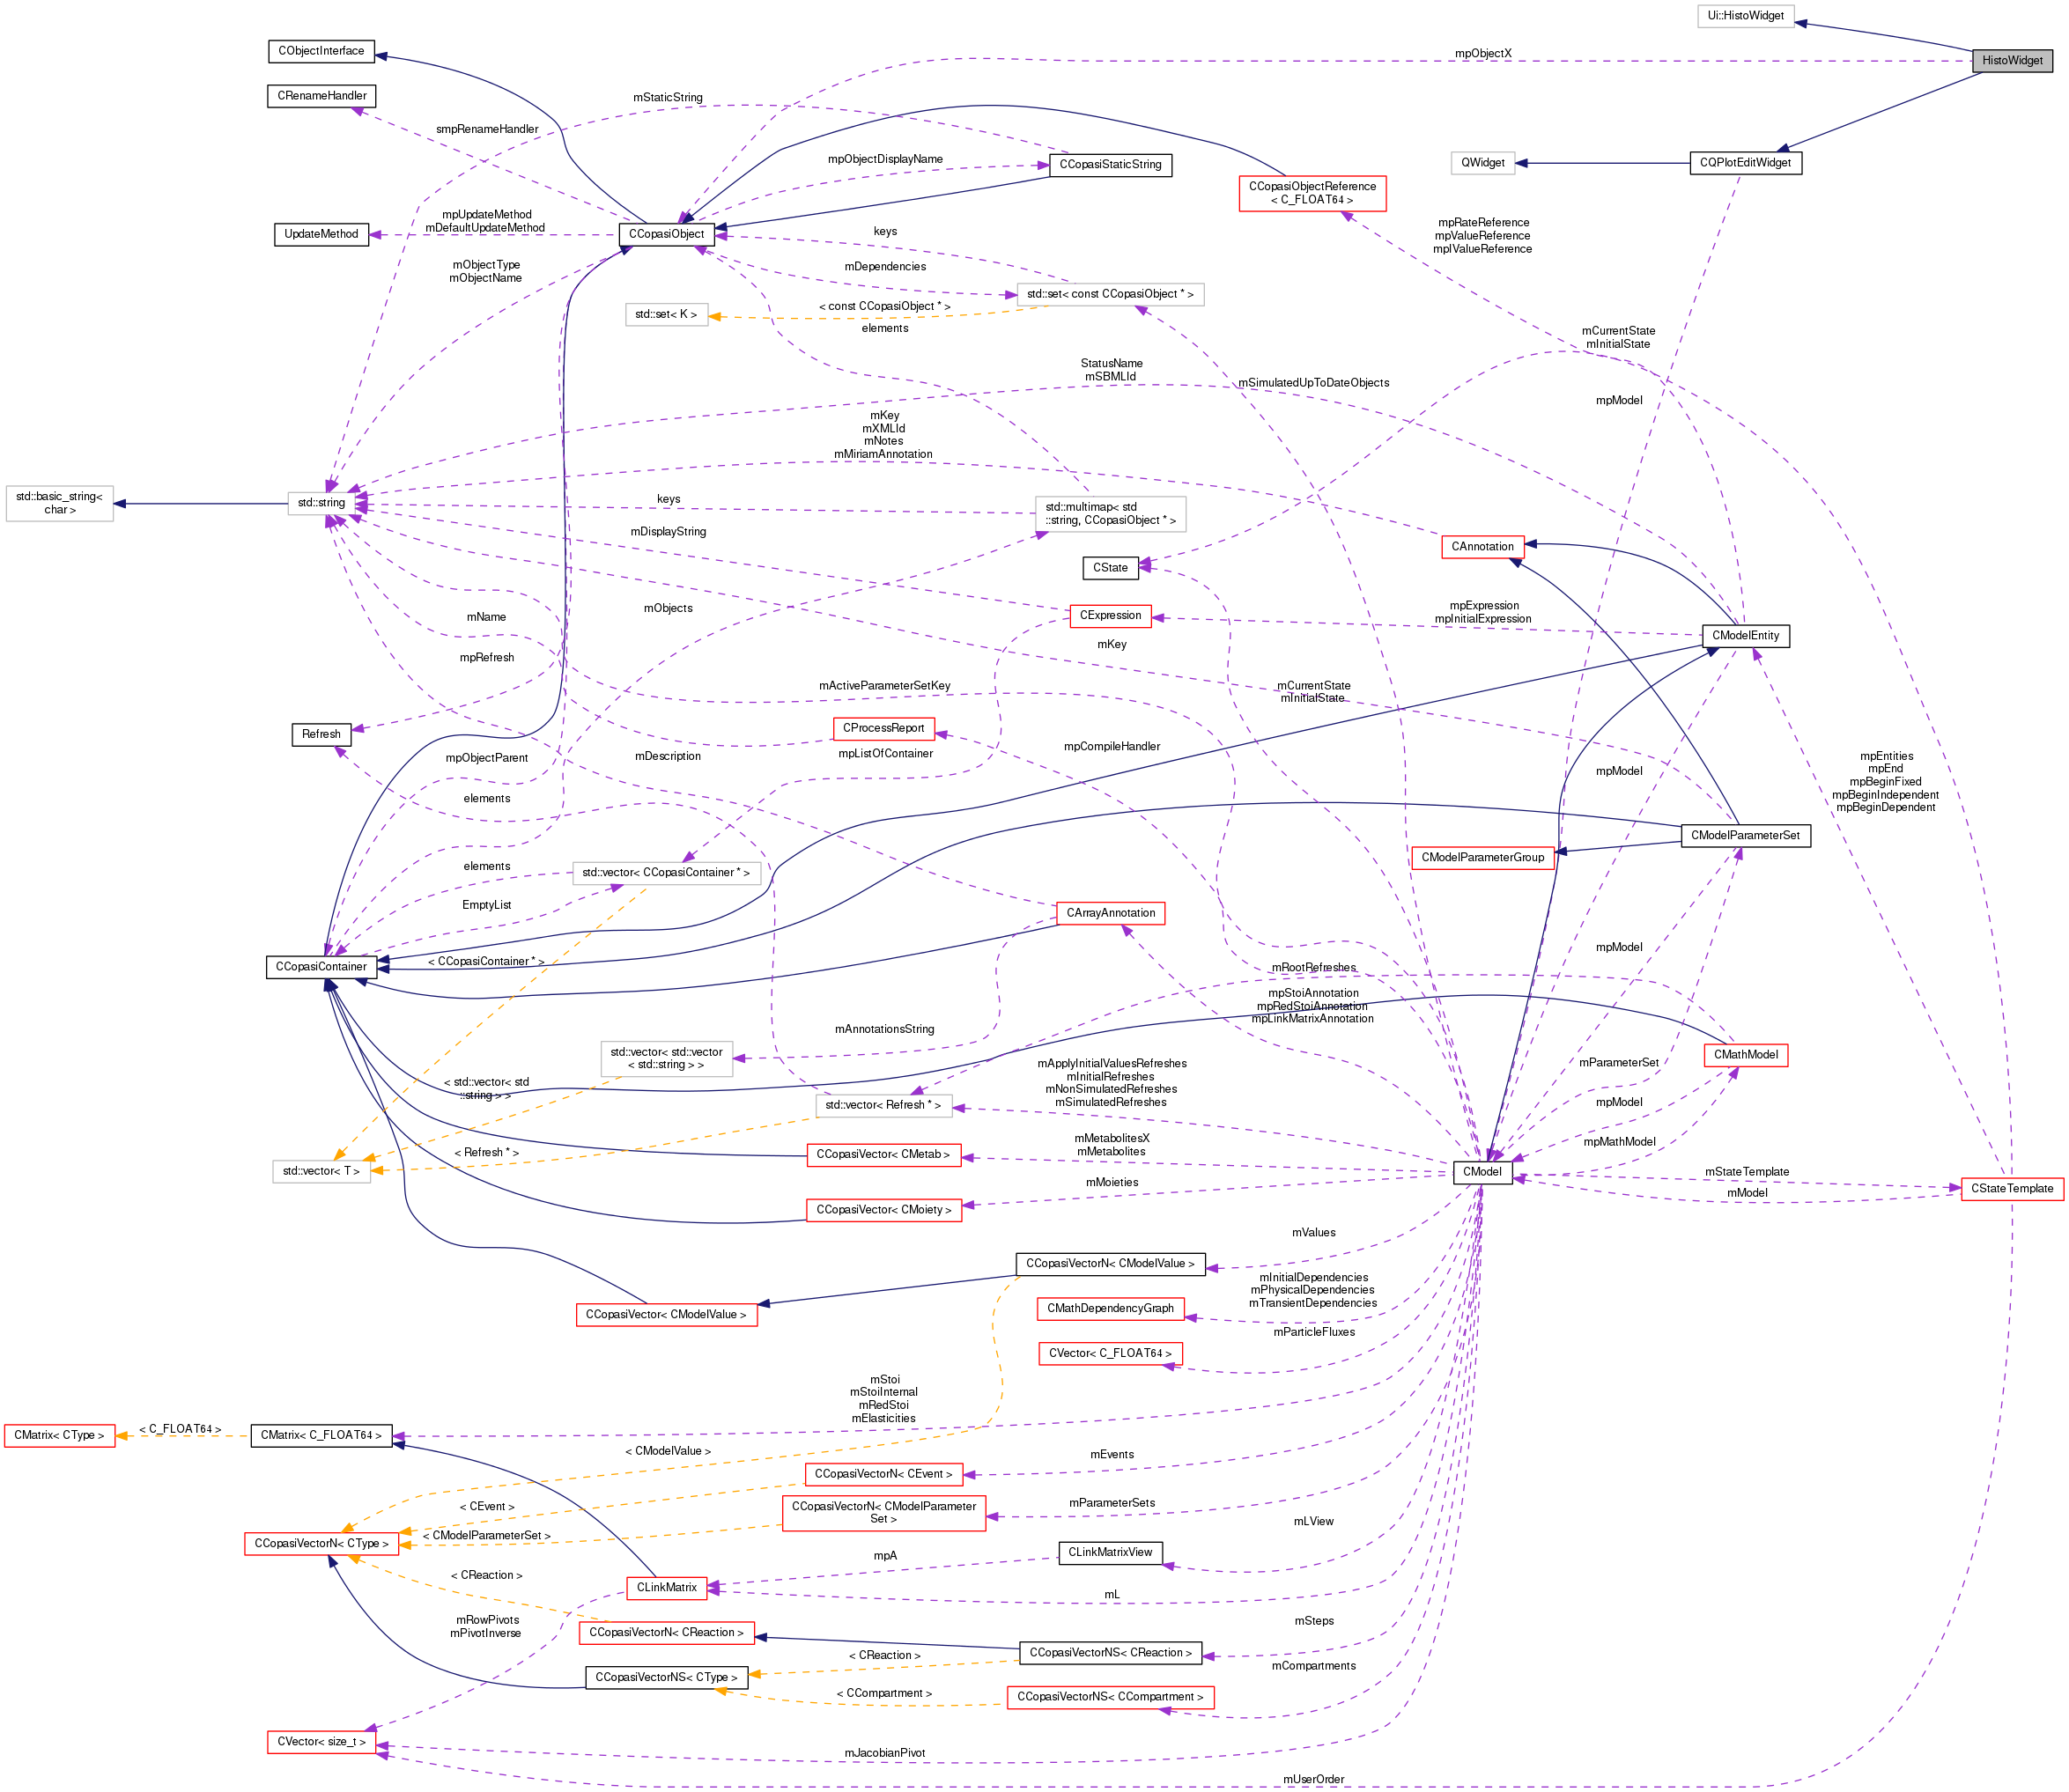 Ui::HistoWidget
HistoWidget
CObjectInterface
mpObjectX
CRenameHandler
mStaticString
smpRenameHandler
mpObjectDisplayName
CCopasiStaticString
QWidget
CQPlotEditWidget
CCopasiObjectReference
< C_FLOAT64 >
UpdateMethod
mpUpdateMethod
mDefaultUpdateMethod
CCopasiObject
keys
mpRateReference
mpValueReference
mpIValueReference
mObjectType
mObjectName
mDependencies
std::set< const CCopasiObject * >
std::set< K >
< const CCopasiObject * >
elements
mCurrentState
mInitialState
StatusName
mSBMLId
mSimulatedUpToDateObjects
mpModel
mKey
mXMLId
mNotes
mMiriamAnnotation
std::basic_string<
char >
std::string
keys
std::multimap< std
::string, CCopasiObject * >
mDisplayString
CAnnotation
CState
mName
mObjects
CExpression
mpExpression
mpInitialExpression
CModelEntity
mpRefresh
mKey
mActiveParameterSetKey
mCurrentState
mInitialState
Refresh
CProcessReport
mpObjectParent
mDescription
mpListOfContainer
mpCompileHandler
mpModel
mpEntities
mpEnd
mpBeginFixed
mpBeginIndependent
mpBeginDependent
elements
CModelParameterSet
CModelParameterGroup
elements
std::vector< CCopasiContainer * >
EmptyList
CArrayAnnotation
mpModel
CCopasiContainer
< CCopasiContainer * >
mRootRefreshes
mpStoiAnnotation
mpRedStoiAnnotation
mpLinkMatrixAnnotation
mAnnotationsString
std::vector< std::vector
< std::string > >
CMathModel
mParameterSet
mApplyInitialValuesRefreshes
mInitialRefreshes
mNonSimulatedRefreshes
mSimulatedRefreshes
< std::vector< std
::string > >
std::vector< Refresh * >
mpModel
mpMathModel
mMetabolitesX
mMetabolites
CCopasiVector< CMetab >
< Refresh * >
std::vector< T >
CModel
mStateTemplate
mModel
CStateTemplate
mMoieties
CCopasiVector< CMoiety >
mValues
CCopasiVectorN< CModelValue >
mInitialDependencies
mPhysicalDependencies
mTransientDependencies
CMathDependencyGraph
CCopasiVector< CModelValue >
mParticleFluxes
CVector< C_FLOAT64 >
mStoi
mStoiInternal
mRedStoi
mElasticities
CMatrix< CType >
< C_FLOAT64 >
CMatrix< C_FLOAT64 >
< CModelValue >
mEvents
CCopasiVectorN< CEvent >
< CEvent >
CCopasiVectorN< CModelParameter
Set >
mParameterSets
< CModelParameterSet >
CCopasiVectorN< CType >
mLView
CLinkMatrixView
mpA
< CReaction >
CLinkMatrix
mL
mRowPivots
mPivotInverse
CCopasiVectorN< CReaction >
mSteps
CCopasiVectorNS< CReaction >
< CReaction >
CCopasiVectorNS< CType >
mCompartments
< CCompartment >
CCopasiVectorNS< CCompartment >
CVector< size_t >
mJacobianPivot
mUserOrder